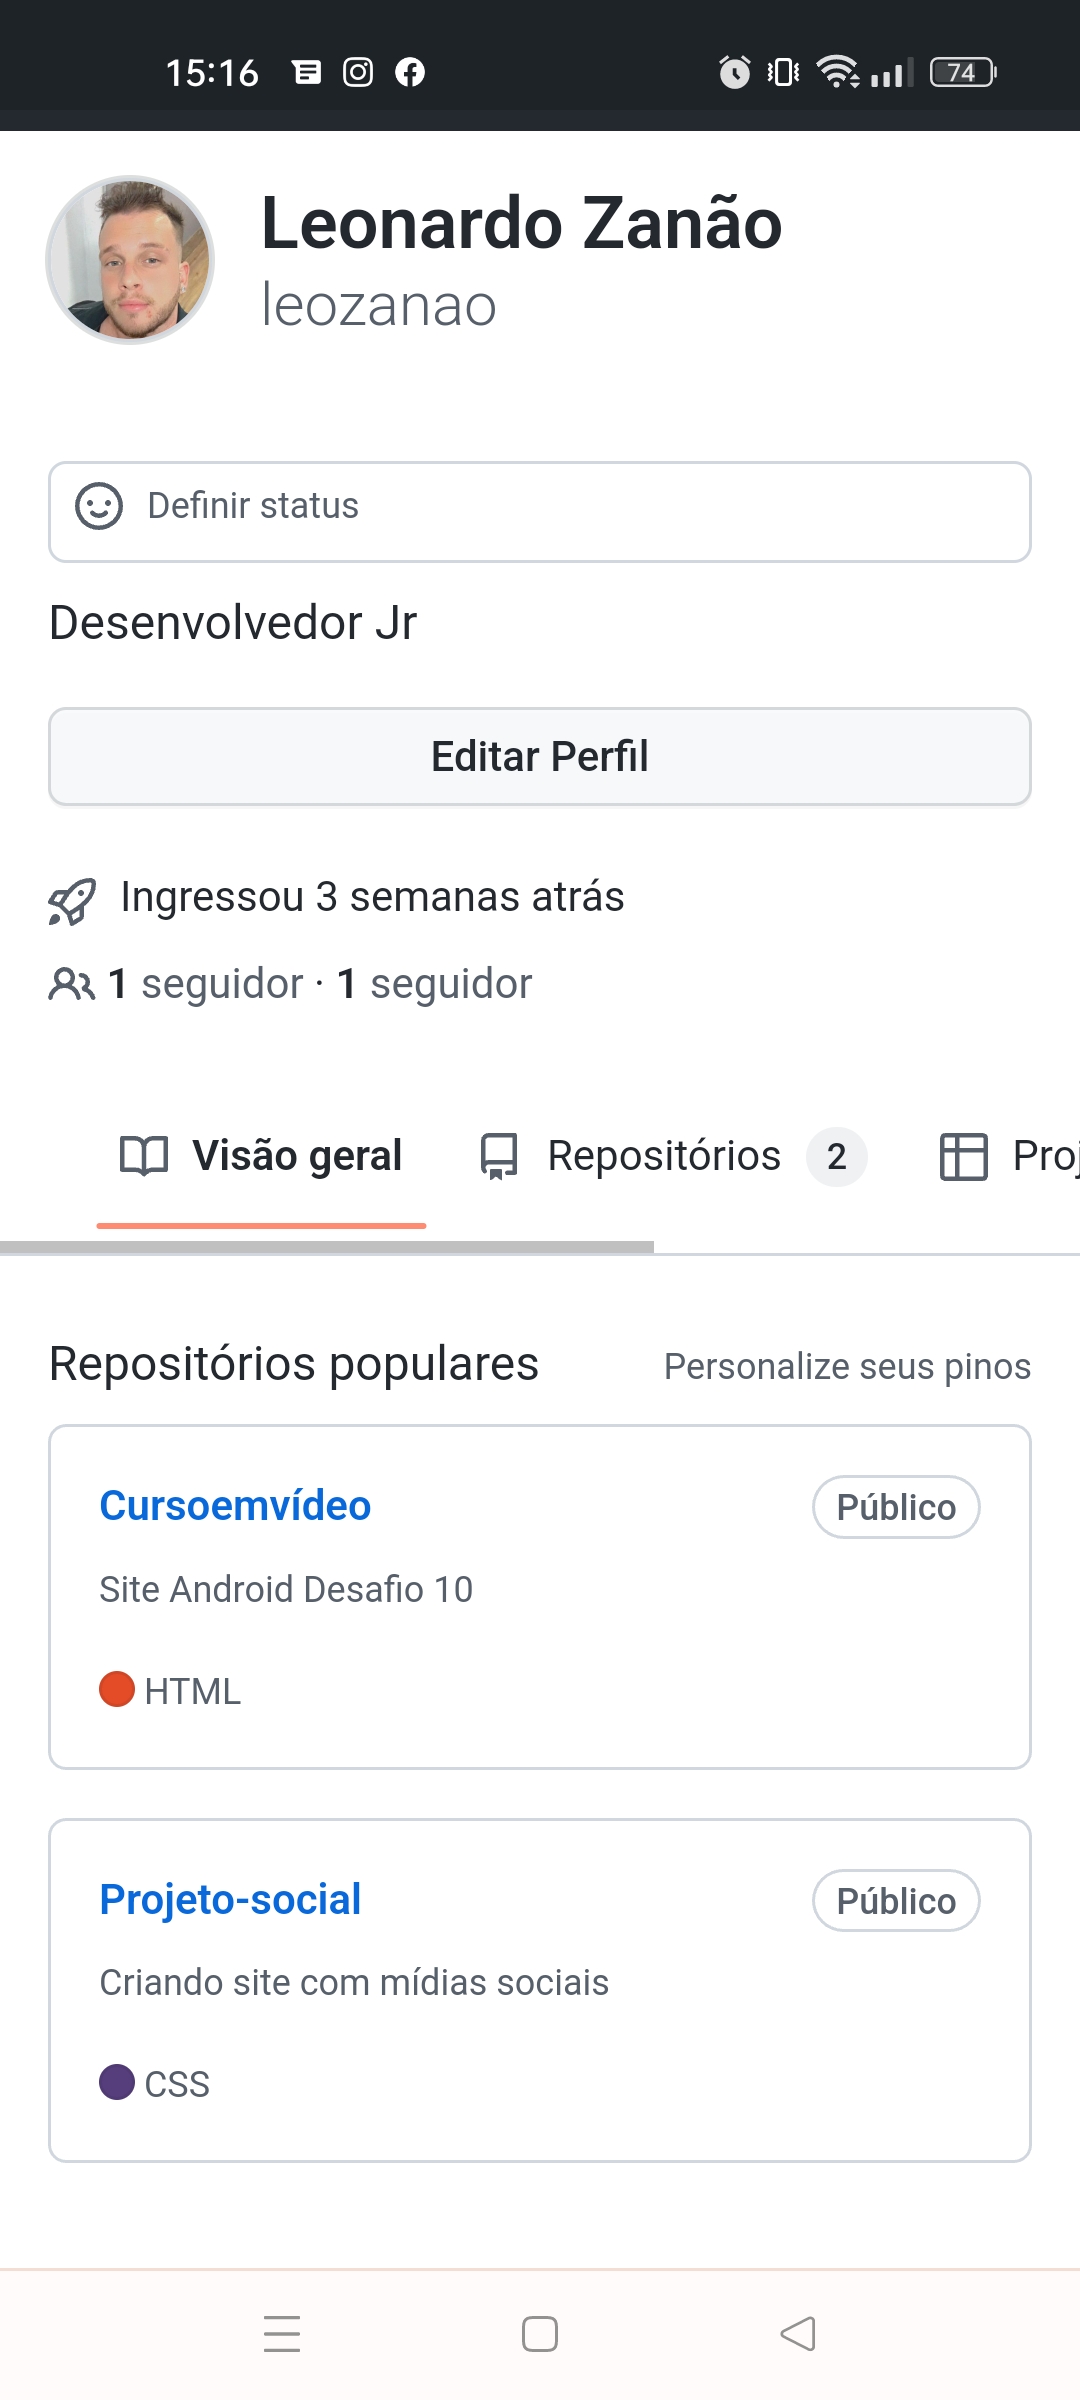 15:16
74
Leonardo Zanão
leozanao
Definir status
Desenvolvedor Jr
Editar Perfil
Ingressou 3 semanas atrás
1 seguidor · 1 seguidor
Visão geral
Repositórios 2
Proj
Repositórios populares
Personalize seus pinos
Cursoemvídeo
Público
Site Android Desafio 10
HTML
Projeto-social
Público
Criando site com mídias sociais
CSS